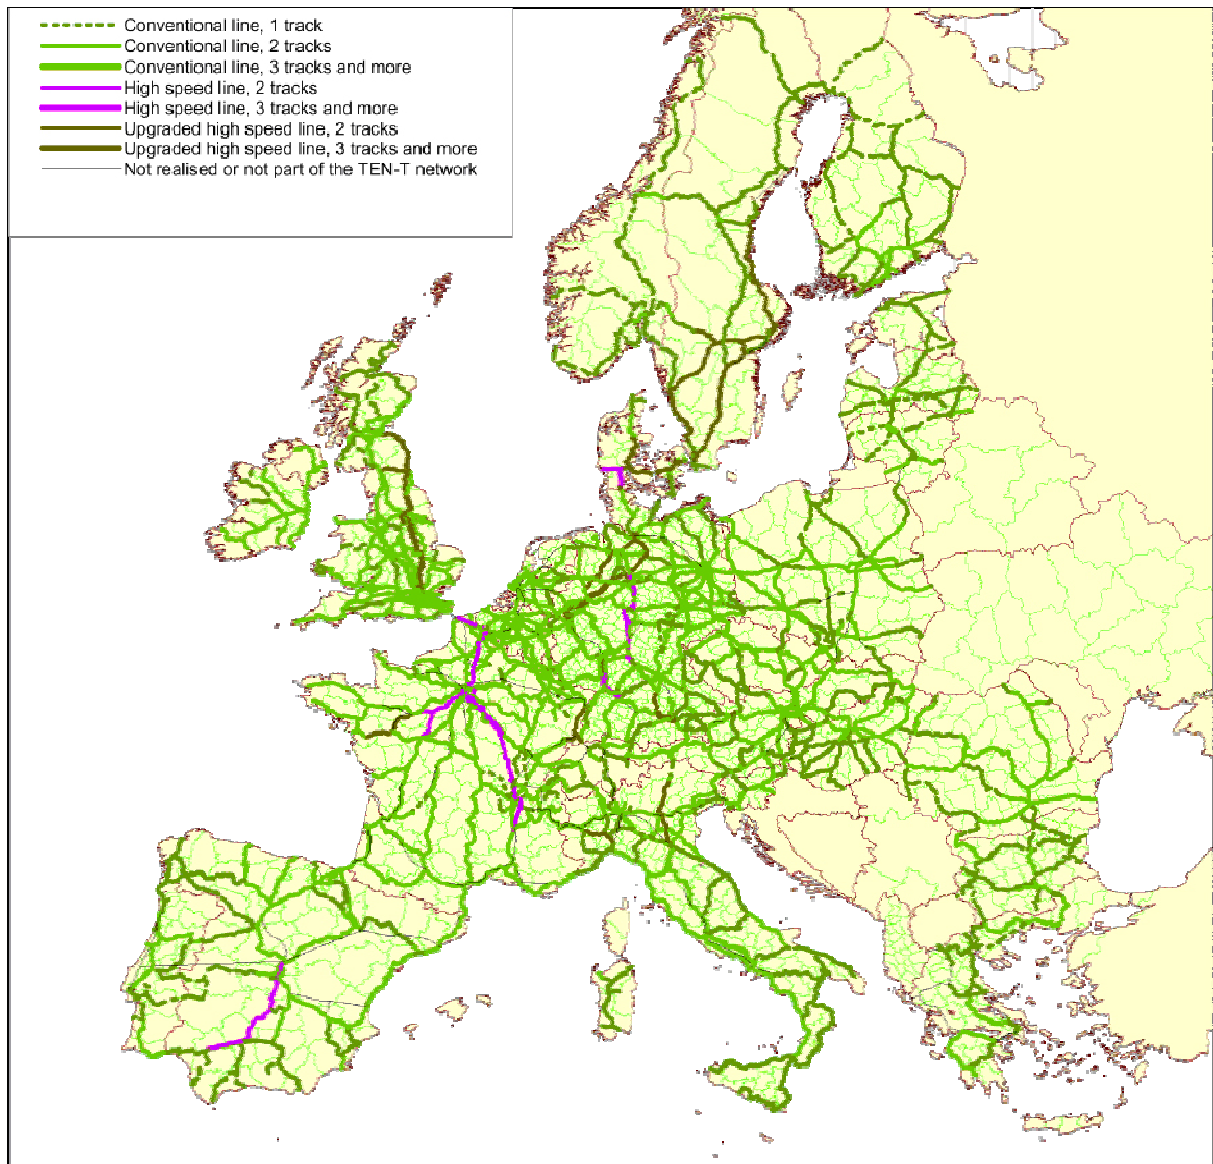 Conventional line, 1 track
Conventional line, 2 tracks
Conventional line, 3 tracks and more
High speed line, 2 tracks
High speed line, 3 tracks and more
Upgraded high speed line, 2 tracks
Upgraded high speed line, 3 tracks and more
Not realised or not part of the TEN-T network